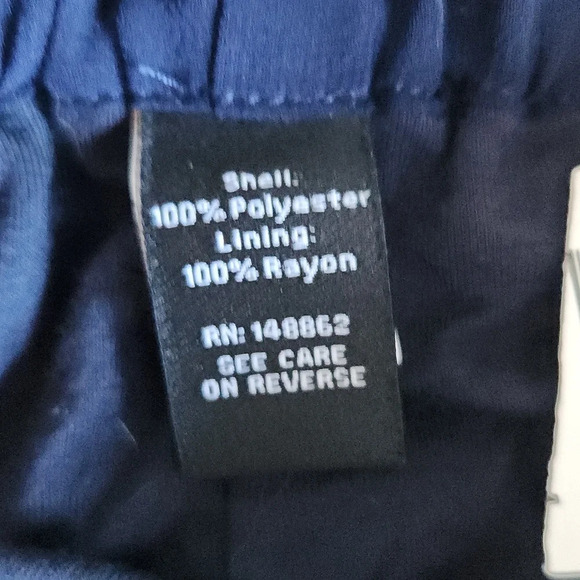 Shell:
100% Polyester
Lining:
100% Rayon
RN: 148862
SEE CARE
ON REVERSE